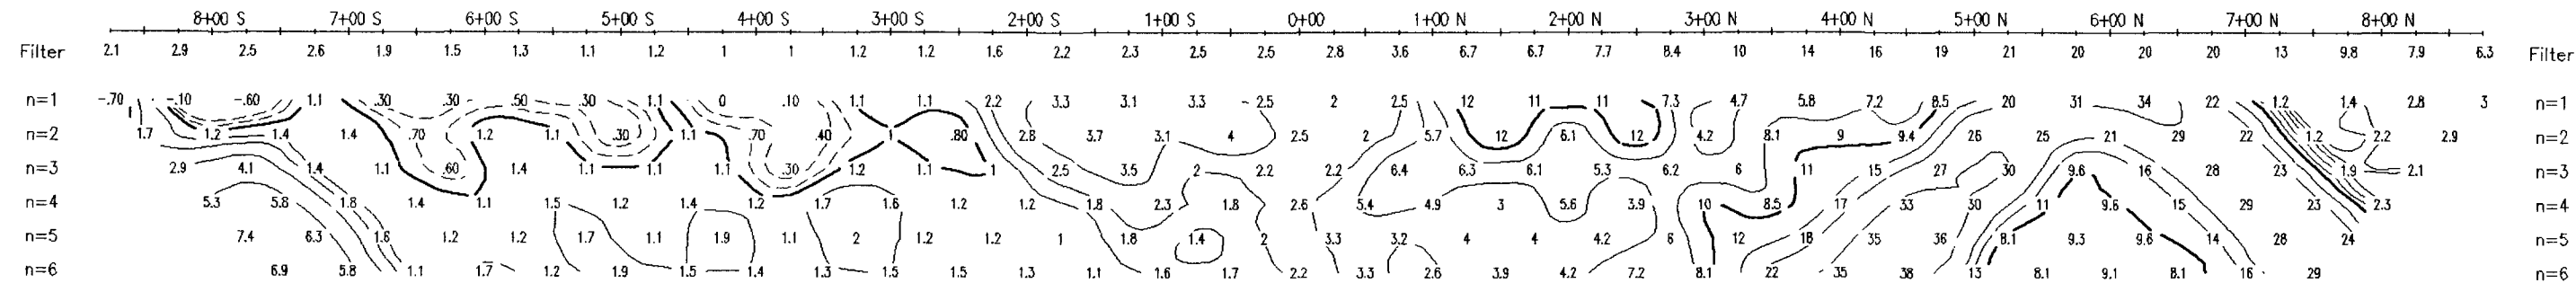 8+00 S 7+00 S 6+00 S 5+00 S 4+00 S 3+00 S 2+00 S 1+00 S 0+00 1+00 N 2+00 N 3+00 N 4+00 N 5+00 N 6+00 N 7+00 N 8+00 N
Filter 2.1 2.9 2.5 2.6 1.9 1.5 1.3 1.1 1.2 1 1 1.2 1.2 1.6 2.2 2.3 2.5 2.5 2.8 3.6 6.7 6.7 7.7 8.4 10 14 16 19 21 20 20 20 13 9.8 7.9 6.3 Filter
n=1 -.70 -.10 -.60 1.1 .30 .30 .50 .30 1.1 0 .10 1.1 1.1 2.2 3.3 3.1 3.3 2.5 2 2.5 12 11 11 7.3 4.7 5.8 7.2 8.5 20 31 34 22 1.2 1.4 2.8 3 n=1
n=2 1.7 1.2 1.4 1.4 .70 1.2 1.1 .30 1.1 .70 .40 1 .80 2.8 3.7 3.1 4 2.5 2 5.7 12 6.1 12 4.2 8.1 9 9.4 26 25 21 29 22 1.2 2.2 2.9 n=2
n=3 2.9 4.1 1.4 1.1 .60 1.4 1.1 1.1 1.1 .30 1.2 1.1 1 2.5 3.5 2 2.2 2.2 6.4 6.3 6.1 5.3 6.2 6 11 15 27 30 9.6 16 28 23 1.9 2.1 n=3
n=4 5.3 5.8 1.8 1.4 1.1 1.5 1.2 1.4 1.2 1.7 1.6 1.2 1.2 1.8 2.3 1.8 2.6 5.4 4.9 3 5.6 3.9 10 8.5 17 33 30 11 9.6 15 29 23 2.3 n=4
n=5 7.4 6.3 1.6 1.2 1.2 1.7 1.1 1.9 1.1 2 1.2 1.2 1 1.8 1.4 2 3.3 3.2 4 4 4.2 6 12 18 35 36 8.1 9.3 9.6 14 28 24 n=5
n=6 6.9 5.8 1.1 1.7 1.2 1.9 1.5 1.4 1.3 1.5 1.5 1.3 1.1 1.6 1.7 2.2 3.3 2.6 3.9 4.2 7.2 8.1 22 35 38 13 8.1 9.1 8.1 16 29 n=6